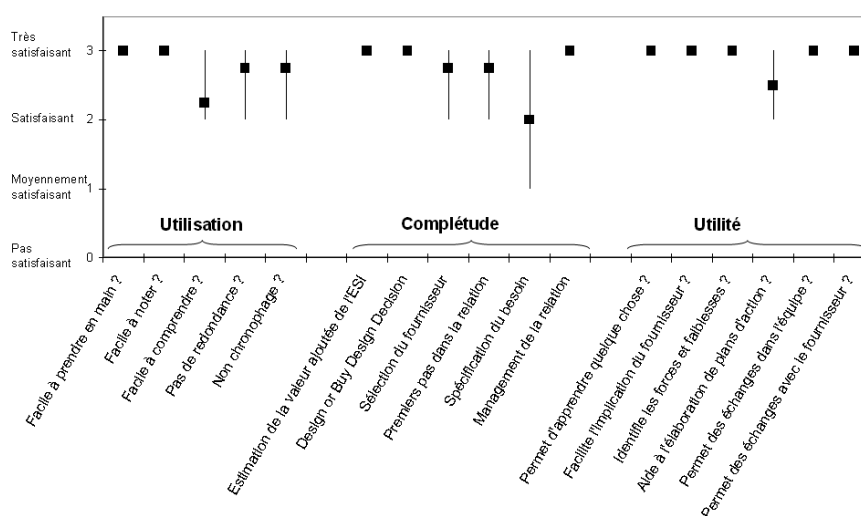 Très
satisfaisant
3
Satisfaisant
2
Moyennement
satisfaisant
1
Pas
satisfaisant
0
Utilisation
Complétude
Utilité
Facile à prendre en main ?
Facile à noter ?
Facile à comprendre ?
Pas de redondance ?
Non chronophage ?
Estimation de la valeur ajoutée de l'ESI
Design or Buy Design Decision
Sélection du fournisseur
Premiers pas dans la relation
Spécification du besoin
Management de la relation
Permet d'apprendre quelque chose ?
Facilite l'implication du fournisseur ?
Identifie les forces et faiblesses ?
Aide à l'élaboration de plans d'action ?
Permet des échanges dans l'équipe ?
Permet des échanges avec le fournisseur ?